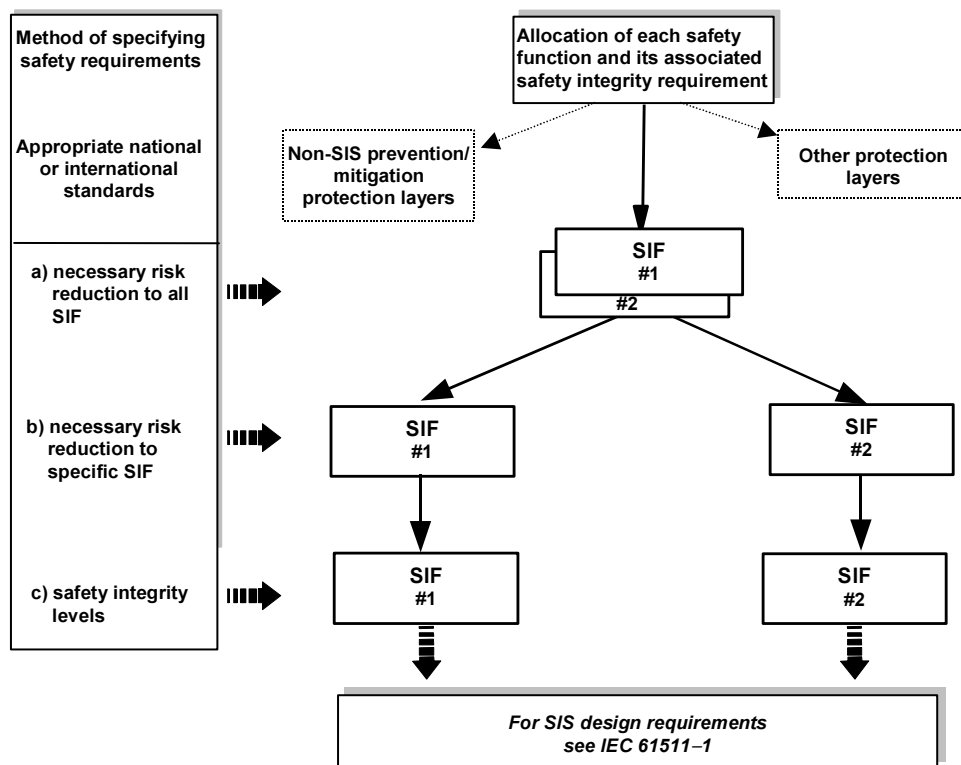 Method of specifying
safety requirements
Appropriate national
or international
standards
a) necessary risk
reduction to all
SIF
b) necessary risk
reduction to
specific SIF
c) safety integrity
levels
Allocation of each safety
function and its associated
safety integrity requirement
Non-SIS prevention/
mitigation
protection layers
Other protection
layers
SIF
#1
#2
SIF
#1
SIF
#2
SIF
#1
SIF
#2
For SIS design requirements
see IEC 61511–1